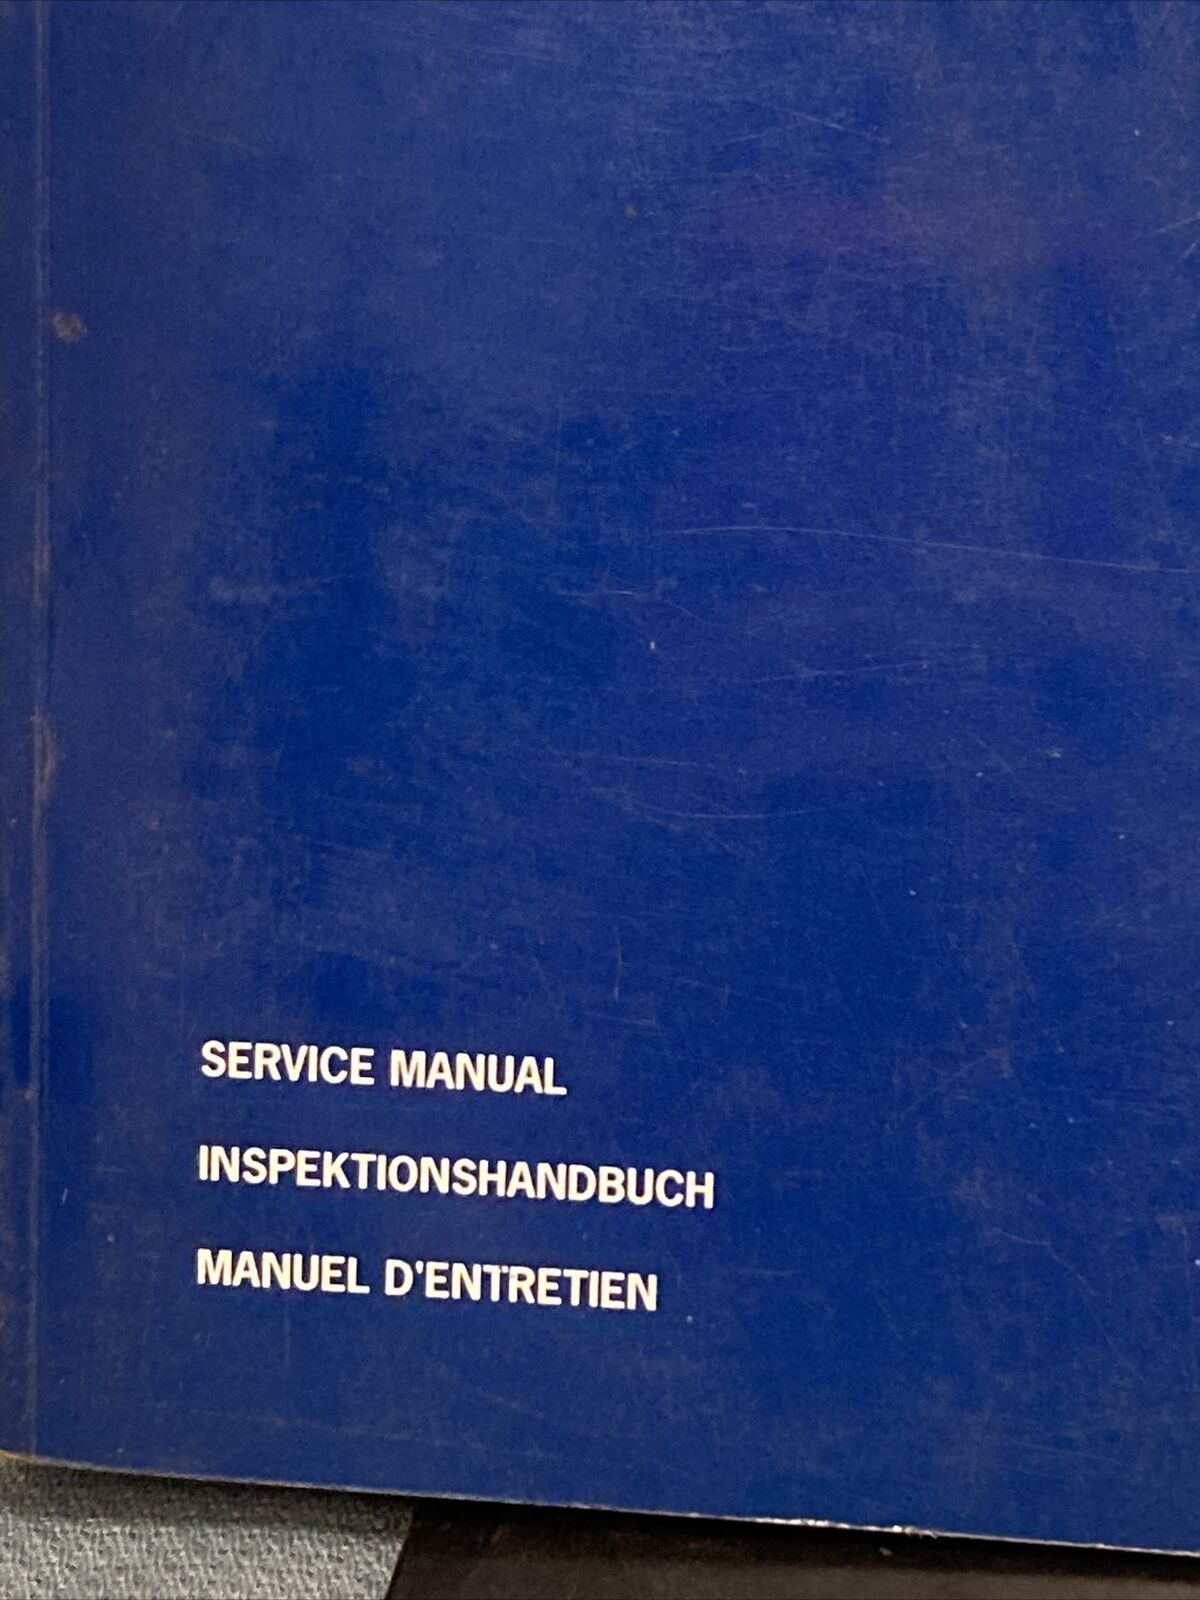 SERVICE MANUAL
INSPEKTIONSHANDBUCH
MANUEL D'ENTRETIEN